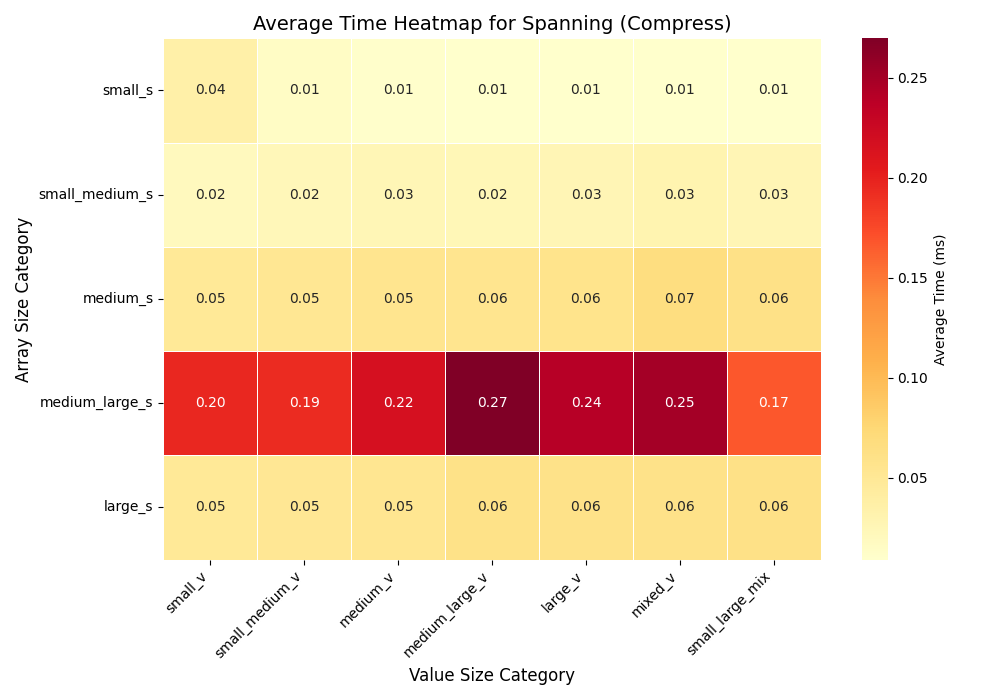 Average Time Heatmap for Spanning (Compress)
small_s 0.04 0.01 0.01 0.01 0.01 0.01 0.01
small_medium_s 0.02 0.02 0.03 0.02 0.03 0.03 0.03
medium_s 0.05 0.05 0.05 0.06 0.06 0.07 0.06
medium_large_s 0.20 0.19 0.22 0.27 0.24 0.25 0.17
large_s 0.05 0.05 0.05 0.06 0.06 0.06 0.06
Array Size Category
small_v small_medium_v medium_v medium_large_v large_v mixed_v small_large_mix
Value Size Category
0.25
0.20
0.15
0.10
0.05
Average Time (ms)